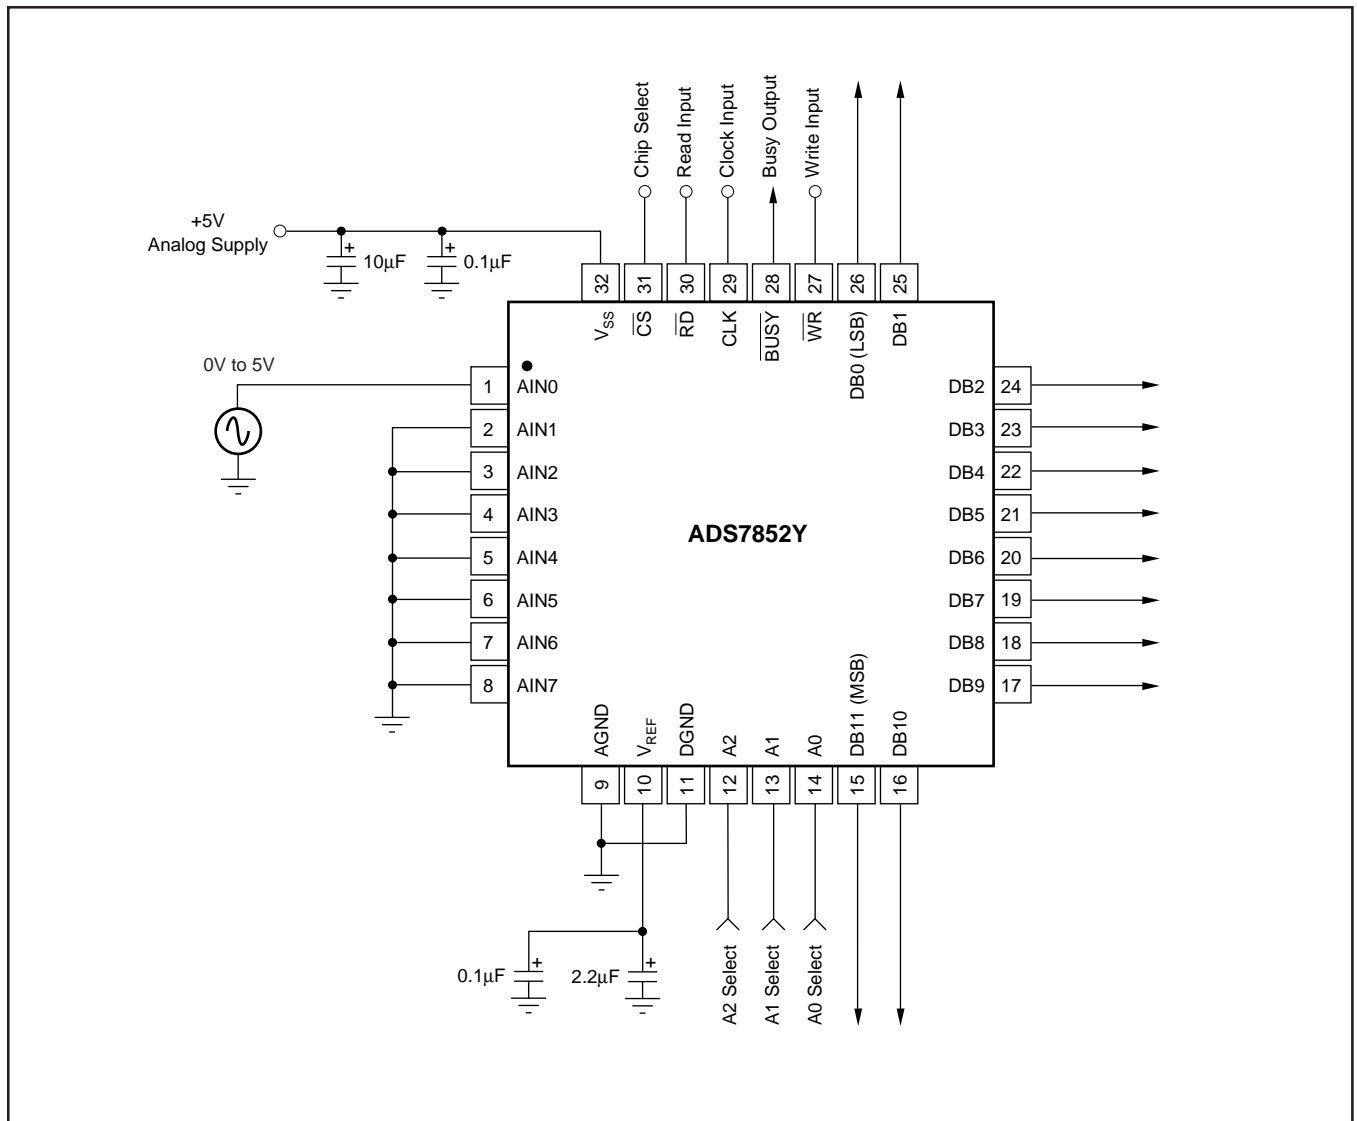 Chip Select
Read Input
Clock Input
Busy Output
Write Input
+5V
Analog Supply
+
10µF
+
0.1µF
32
31
30
29
28
27
26
25
VSS
CS
RD
CLK
BUSY
WR
DB0 (LSB)
DB1
0V to 5V
1 AIN0
2 AIN1
3 AIN2
4 AIN3
5 AIN4
6 AIN5
7 AIN6
8 AIN7
ADS7852Y
DB2 24
DB3 23
DB4 22
DB5 21
DB6 20
DB7 19
DB8 18
DB9 17
AGND
VREF
DGND
A2
A1
A0
DB11 (MSB)
DB10
9
10
11
12
13
14
15
16
0.1µF
+
2.2µF
+
A2 Select
A1 Select
A0 Select